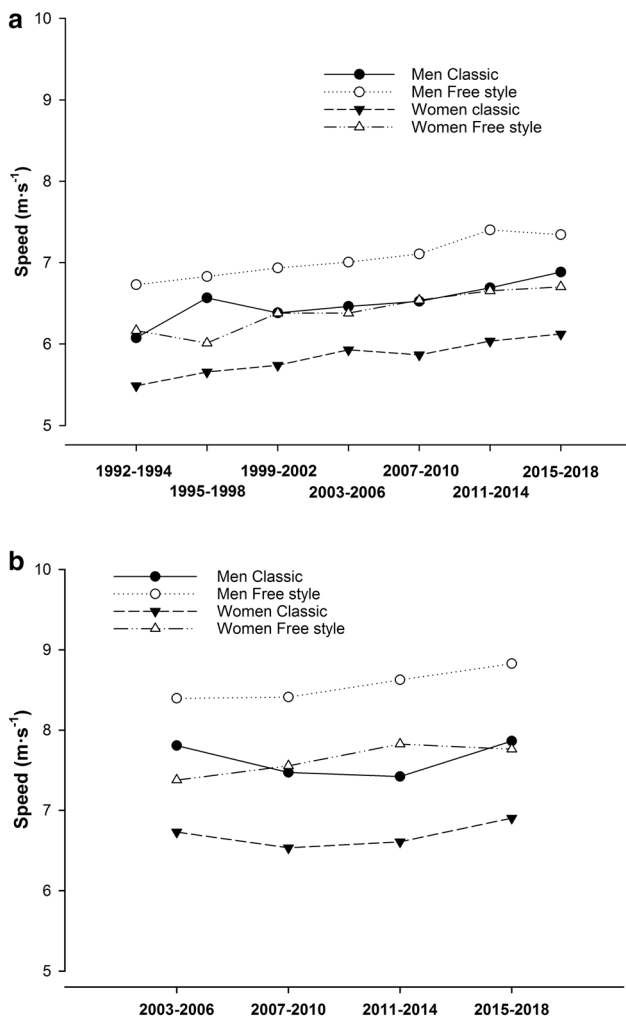 a
10
9
8
7
6
5
Speed (m·s-1)
Men Classic
Men Free style
Women classic
Women Free style
1992-1994
1995-1998
1999-2002
2003-2006
2007-2010
2011-2014
2015-2018
b
10
9
8
7
6
5
Speed (m·s-1)
Men Classic
Men Free style
Women Classic
Women Free style
2003-2006
2007-2010
2011-2014
2015-2018